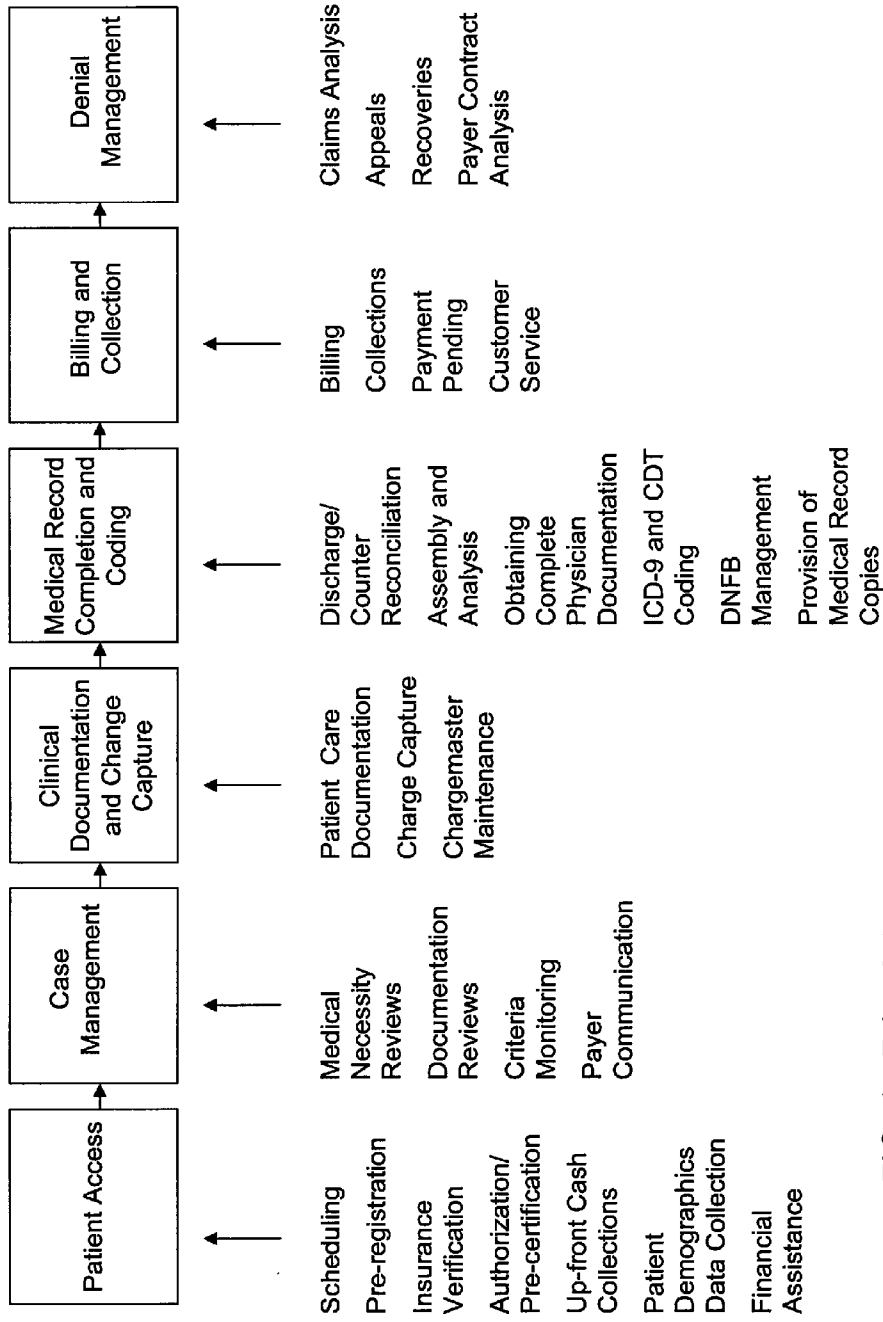 Patient Access
Case
Management
Clinical
Documentation
and Change
Capture
Medical Record
Completion and
Coding
Billing and
Collection
Denial
Management
Scheduling
Pre-registration
Insurance
Verification
Authorization/
Pre-certification
Up-front Cash
Collections
Patient
Demographics
Data Collection
Financial
Assistance
Medical
Necessity
Reviews
Documentation
Reviews
Criteria
Monitoring
Payer
Communication
Patient Care
Documentation
Charge Capture
Chargemaster
Maintenance
Discharge/
Counter
Reconciliation
Assembly and
Analysis
Obtaining
Complete
Physician
Documentation
ICD-9 and CDT
Coding
DNFB
Management
Provision of
Medical Record
Copies
Billing
Collections
Payment
Pending
Customer
Service
Claims Analysis
Appeals
Recoveries
Payer Contract
Analysis